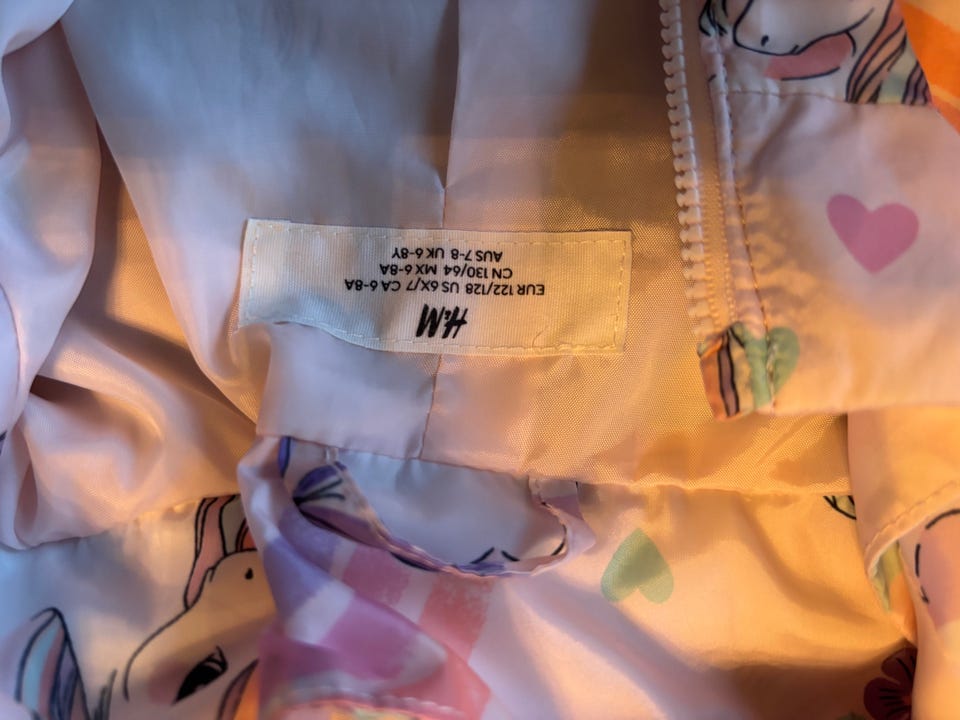 H&M
EUR 122/128 US 6X/7 CA 6-8A
CN 130/64 MX 6-8A
AUS 7-8 UK 6-8Y